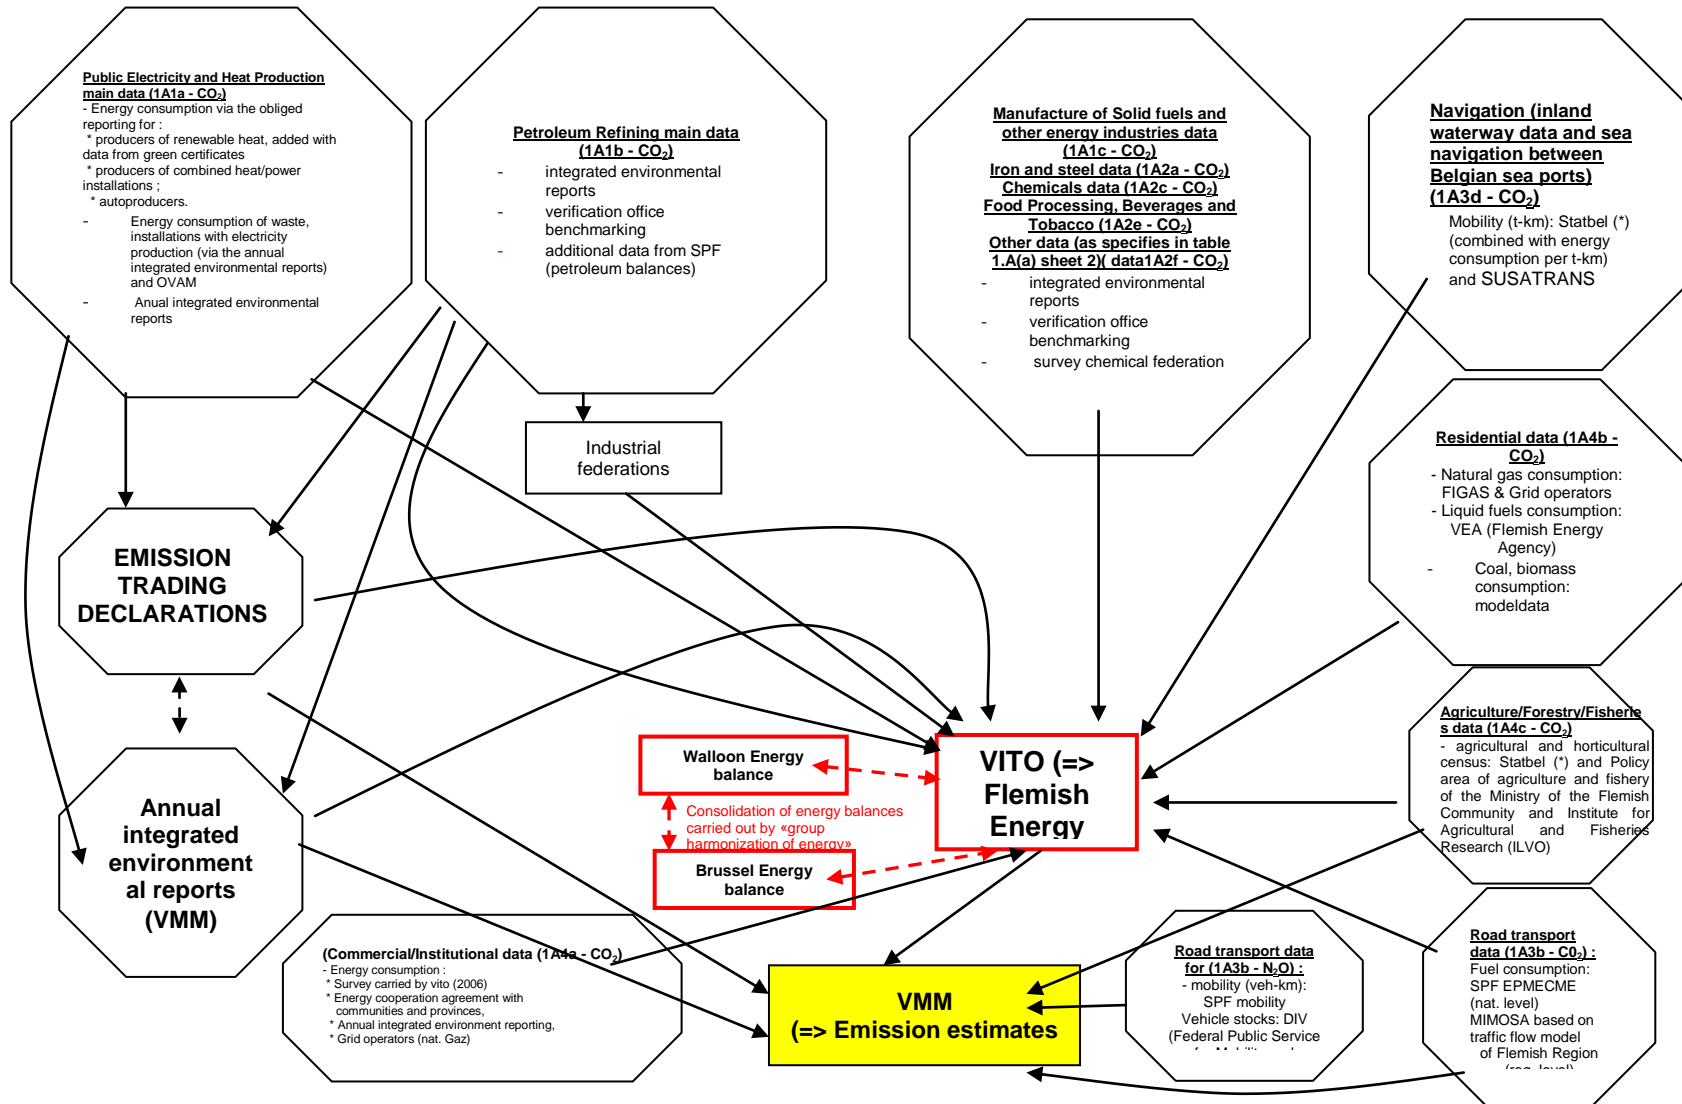 Public Electricity and Heat Production
main data (1A1a - CO₂)
- Energy consumption via the obliged
reporting for :
* producers of renewable heat, added with
data from green certificates
* producers of combined heat/power
installations ;
* autoproducers.
- Energy consumption of waste,
installations with electricity
production (via the annual
integrated environmental reports)
and OVAM
- Anual integrated environmental
reports
Petroleum Refining main data
(1A1b - CO₂)
- integrated environmental
reports
- verification office
benchmarking
- additional data from SPF
(petroleum balances)
Manufacture of Solid fuels and
other energy industries data
(1A1c - CO₂)
Iron and steel data (1A2a - CO₂)
Chemicals data (1A2c - CO₂)
Food Processing, Beverages and
Tobacco (1A2e - CO₂)
Other data (as specifies in table
1.A(a) sheet 2)( data1A2f - CO₂)
- integrated environmental
reports
- verification office
benchmarking
- survey chemical federation
Navigation (inland
waterway data and sea
navigation between
Belgian sea ports)
(1A3d - CO₂)
Mobility (t-km): Statbel (*)
(combined with energy
consumption per t-km)
and SUSATRANS
Industrial
federations
Residential data (1A4b -
CO₂)
- Natural gas consumption:
FIGAS & Grid operators
- Liquid fuels consumption:
VEA (Flemish Energy
Agency)
- Coal, biomass
consumption:
modeldata
EMISSION
TRADING
DECLARATIONS
Agriculture/Forestry/Fisherie
s data (1A4c - CO₂)
- agricultural and horticultural
census: Statbel (*) and Policy
area of agriculture and fishery
of the Ministry of the Flemish
Community and Institute for
Agricultural and Fisheries
Research (ILVO)
Walloon Energy
balance
VITO (=>
Flemish
Energy
Consolidation of energy balances
carried out by «group
harmonization of energy»
Brussel Energy
balance
Annual
integrated
environment
al reports
(VMM)
(Commercial/Institutional data (1A4a - CO₂)
- Energy consumption :
* Survey carried by vito (2006)
* Energy cooperation agreement with
communities and provinces,
* Annual integrated environment reporting,
* Grid operators (nat. Gaz)
VMM
(=> Emission estimates
Road transport data
for (1A3b - N₂O) :
- mobility (veh-km):
SPF mobility
Vehicle stocks: DIV
(Federal Public Service
Road transport
data (1A3b - C0₂) :
Fuel consumption:
SPF EPMECME
(nat. level)
MIMOSA based on
traffic flow model
of Flemish Region